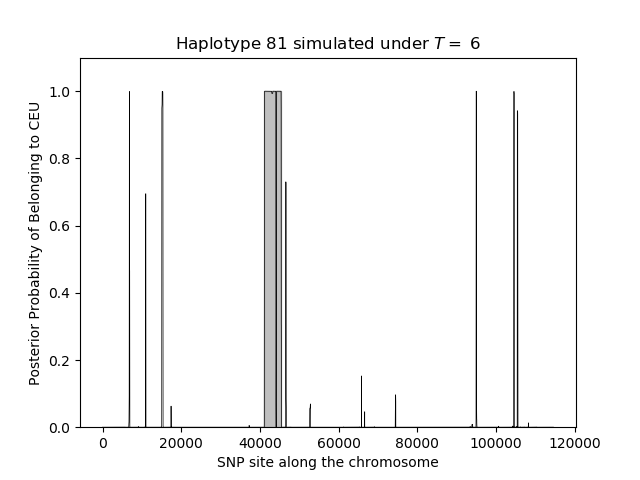 Haplotype 81 simulated under T = 6
Posterior Probability of Belonging to CEU
1.0
0.8
0.6
0.4
0.2
0.0
0 20000 40000 60000 80000 100000 120000
SNP site along the chromosome